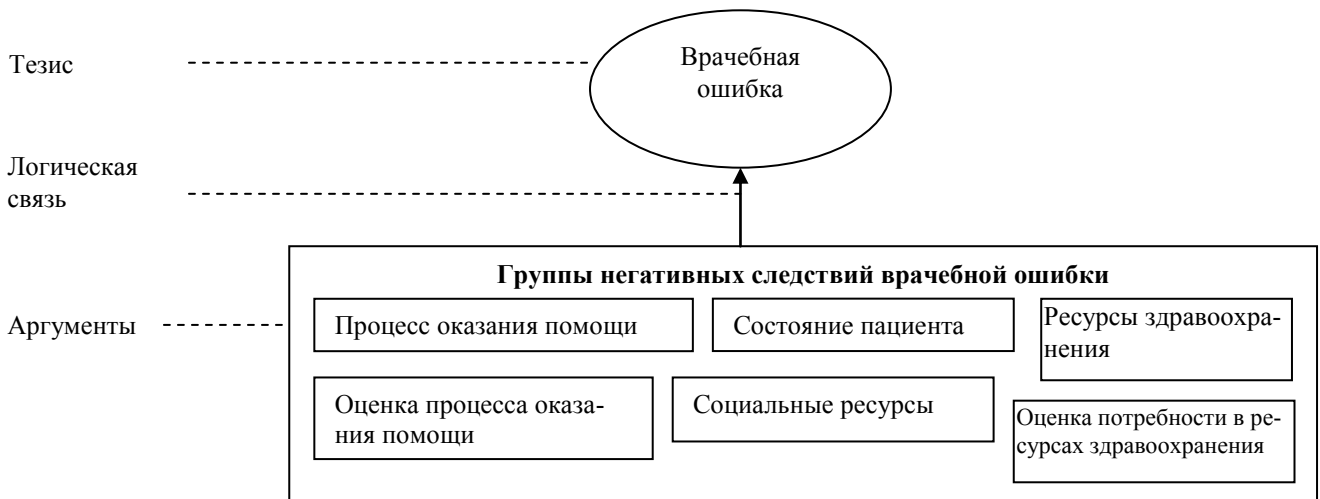 Тезис
Врачебная
ошибка
Логическая
связь
Аргументы
Группы негативных следствий врачебной ошибки
Процесс оказания помощи
Состояние пациента
Ресурсы здравоохра-
нения
Оценка процесса оказа-
ния помощи
Социальные ресурсы
Оценка потребности в ре-
сурсах здравоохранения